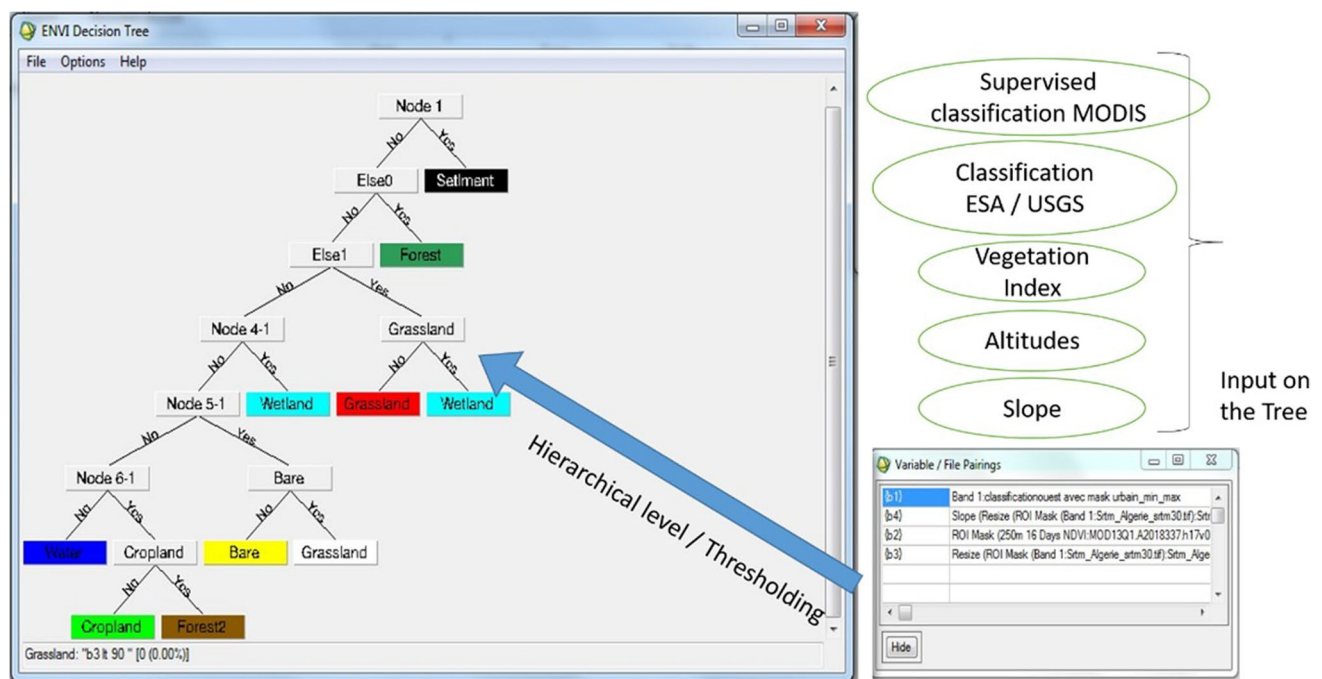 ENVI Decision Tree
File Options Help
Node 1
No Yes
Else0 Setlment
No Yes
Else1 Forest
No Yes
Node 4-1 Grassland
No Yes No Yes
Node 5-1 Wetland Grassland Wetland
No Yes
Node 6-1 Bare
No Yes No Yes
Water Cropland Bare Grassland
No Yes
Cropland Forest2
Grassland: "b3 lt 90 " [0 (0.00%)]
Hierarchical level / Thresholding
Supervised
classification MODIS
Classification
ESA / USGS
Vegetation
Index
Altitudes
Slope
Input on
the Tree
Variable / File Pairings
{b1} Band 1:classificationouest avec mask urbain_min_max
{b4} Slope (Resize (ROI Mask (Band 1:Srtm_Algerie_srtm30.tif):Srtr
{b2} ROI Mask (250m 16 Days NDVI:MOD13Q1.A2018337.h17v0
{b3} Resize (ROI Mask (Band 1:Srtm_Algerie_srtm30.tif):Srtm_Alge
Hide